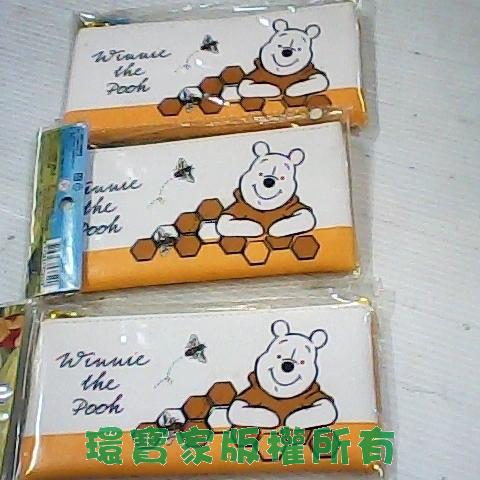 Winnie
the
Pooh
Winnie
the
Pooh
Winnie
the
Pooh
環寶家版權所有